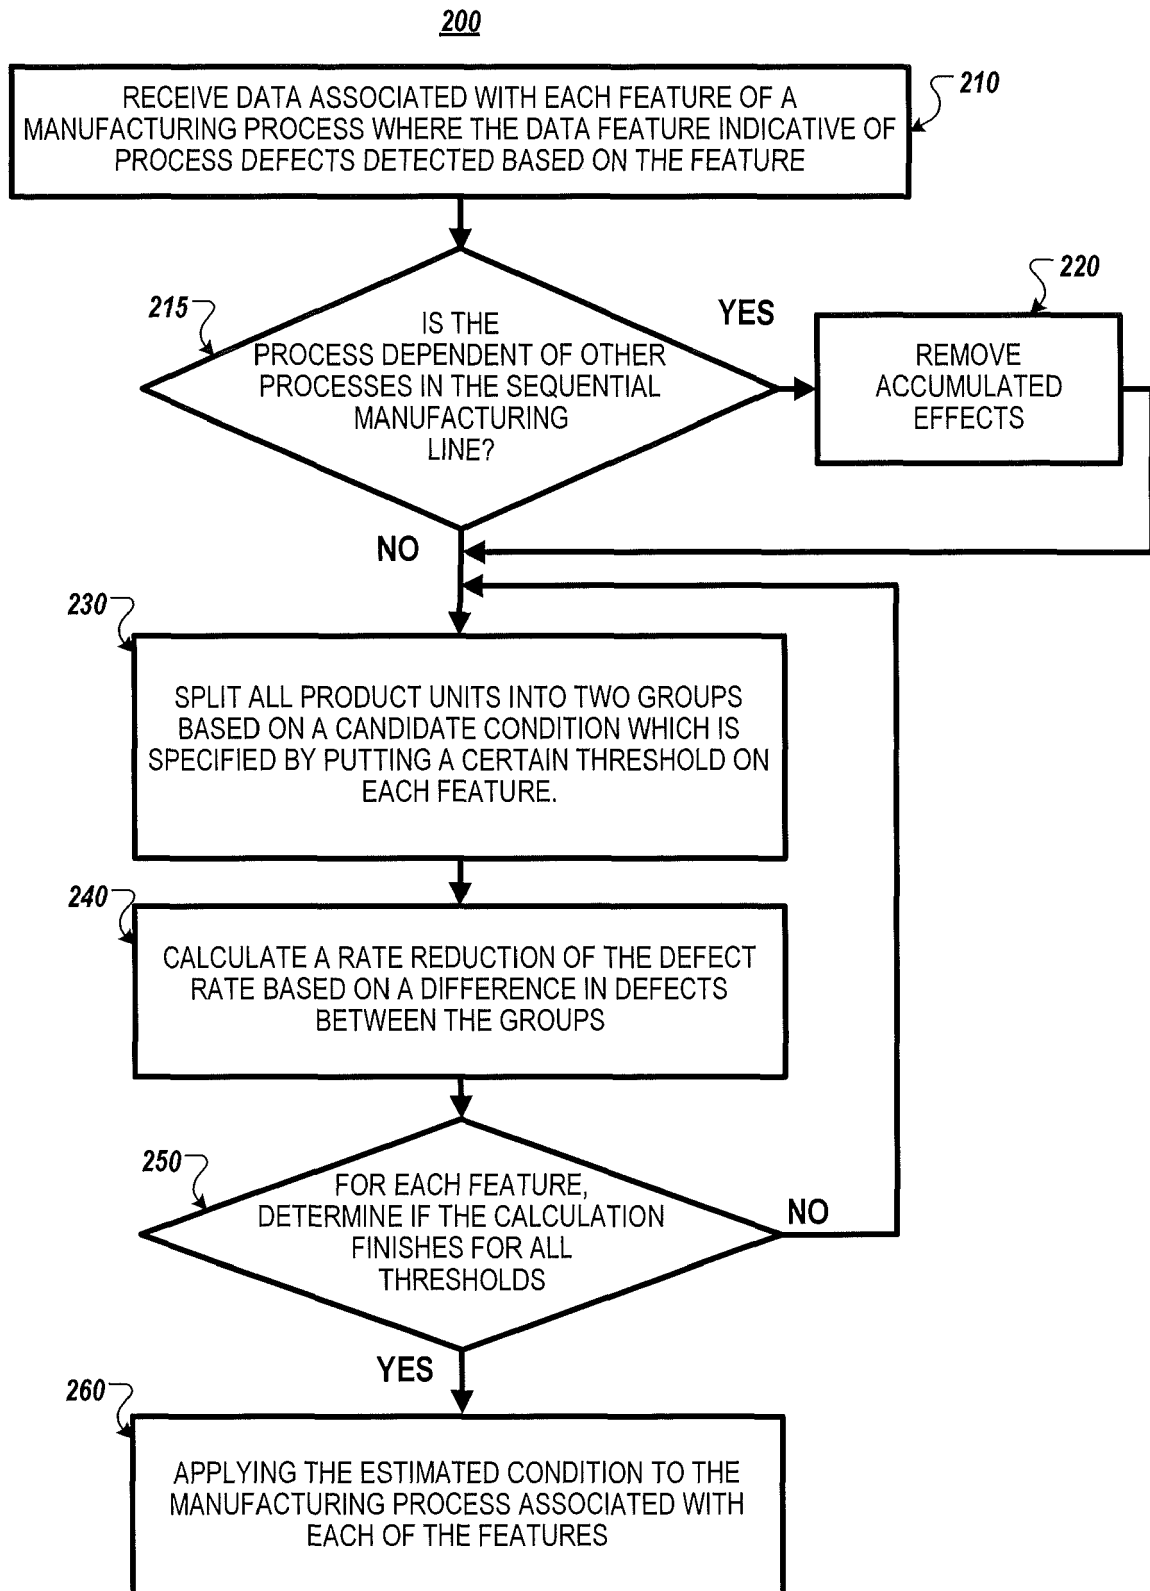 200
RECEIVE DATA ASSOCIATED WITH EACH FEATURE OF A
MANUFACTURING PROCESS WHERE THE DATA FEATURE INDICATIVE OF
PROCESS DEFECTS DETECTED BASED ON THE FEATURE
210
215
IS THE
PROCESS DEPENDENT OF OTHER
PROCESSES IN THE SEQUENTIAL
MANUFACTURING
LINE?
YES
220
REMOVE
ACCUMULATED
EFFECTS
NO
230
SPLIT ALL PRODUCT UNITS INTO TWO GROUPS
BASED ON A CANDIDATE CONDITION WHICH IS
SPECIFIED BY PUTTING A CERTAIN THRESHOLD ON
EACH FEATURE.
240
CALCULATE A RATE REDUCTION OF THE DEFECT
RATE BASED ON A DIFFERENCE IN DEFECTS
BETWEEN THE GROUPS
250
FOR EACH FEATURE,
DETERMINE IF THE CALCULATION
FINISHES FOR ALL
THRESHOLDS
NO
YES
260
APPLYING THE ESTIMATED CONDITION TO THE
MANUFACTURING PROCESS ASSOCIATED WITH
EACH OF THE FEATURES